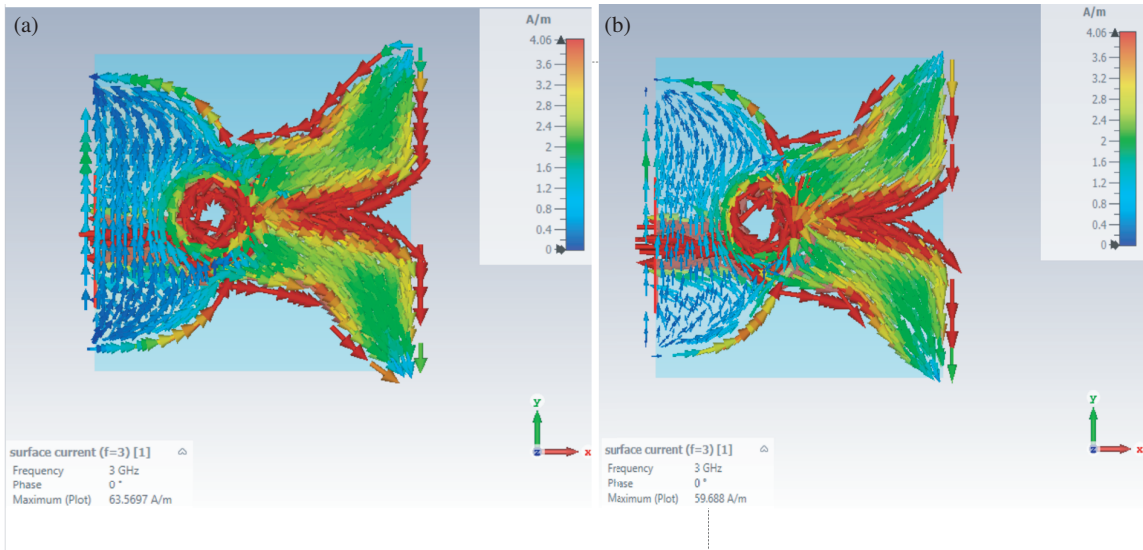 (a)
A/m
4.06
3.6
3.2
2.8
2.4
2
1.6
1.2
0.8
0.4
0
y
x
z
surface current (f=3) [1]
Frequency 3 GHz
Phase 0 °
Maximum (Plot) 63.5697 A/m
(b)
A/m
4.06
3.6
3.2
2.8
2.4
2
1.6
1.2
0.8
0.4
0
y
x
z
surface current (f=3) [1]
Frequency 3 GHz
Phase 0 °
Maximum (Plot) 59.688 A/m